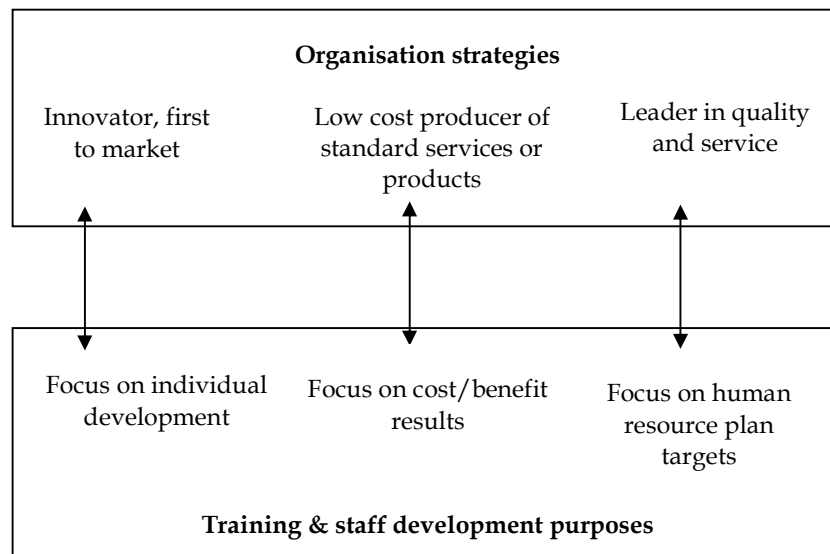 Organisation strategies
Innovator, first
to market
Low cost producer of
standard services or
products
Leader in quality
and service
Focus on individual
development
Focus on cost/benefit
results
Focus on human
resource plan
targets
Training & staff development purposes